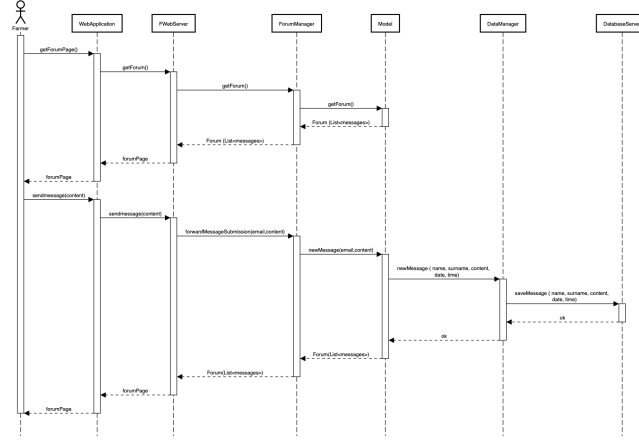 Farmer
WebApplication
FWebServer
ForumManager
Model
DataManager
DatabaseServer
getForumPage()
getForum()
getForum()
getForum()
Forum (List<messages>)
Forum (List<messages>)
forumPage
forumPage
sendmessage(content)
sendmessage(content)
forwardMessageSubmission(email,content)
newMessage(email,content)
newMessage ( name, surname, content,
date, time)
saveMessage ( name, surname, content,
date, time)
ok
ok
Forum(List<messages>)
Forum(List<messages>)
forumPage
forumPage